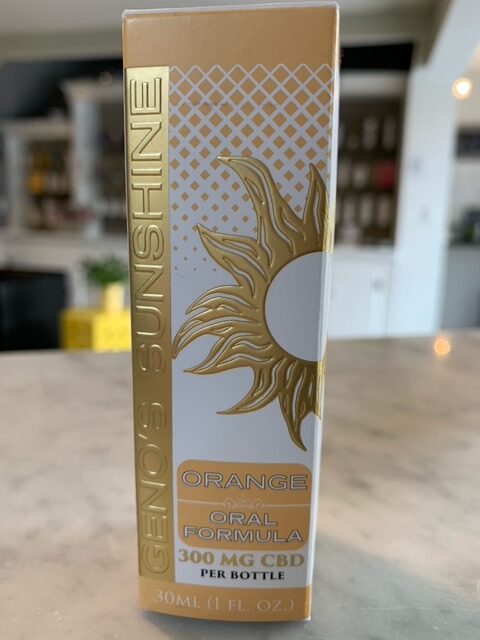 GENO'S SUNSHINE
ORANGE
ORAL
FORMULA
300 MG CBD
PER BOTTLE
30ML (1 FL. OZ.)